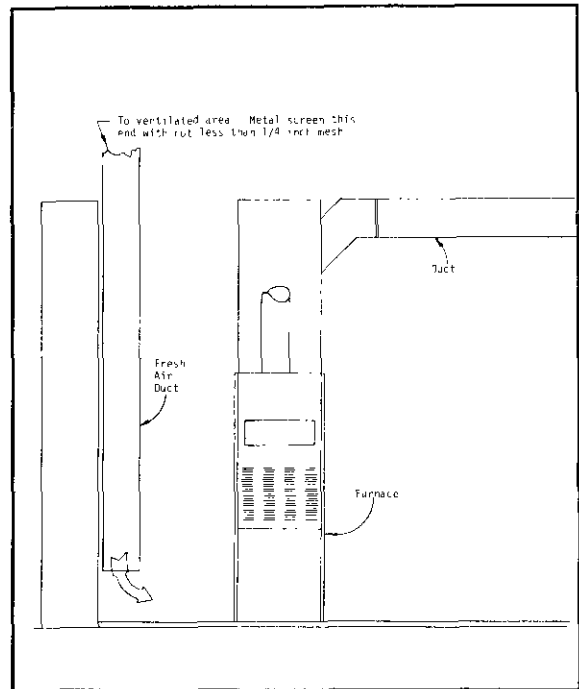 To ventilated area Metal screen this
end with not less than 1/4 inch mesh
Duct
Fresh
Air
Duct
Furnace